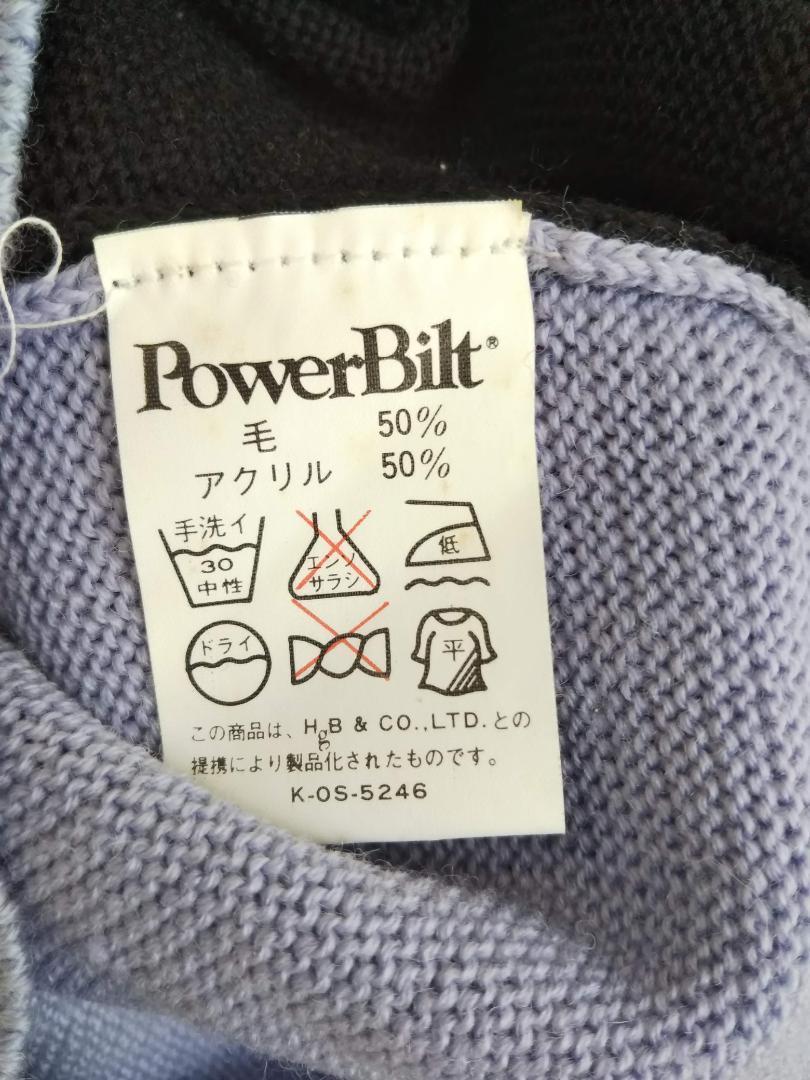 PowerBilt®
毛 50%
アクリル 50%
手洗イ
30
中性
エンソ
サラシ
低
ドライ
平
この商品は、HgB & CO.,LTD.との
提携により製品化されたものです。
K-OS-5246